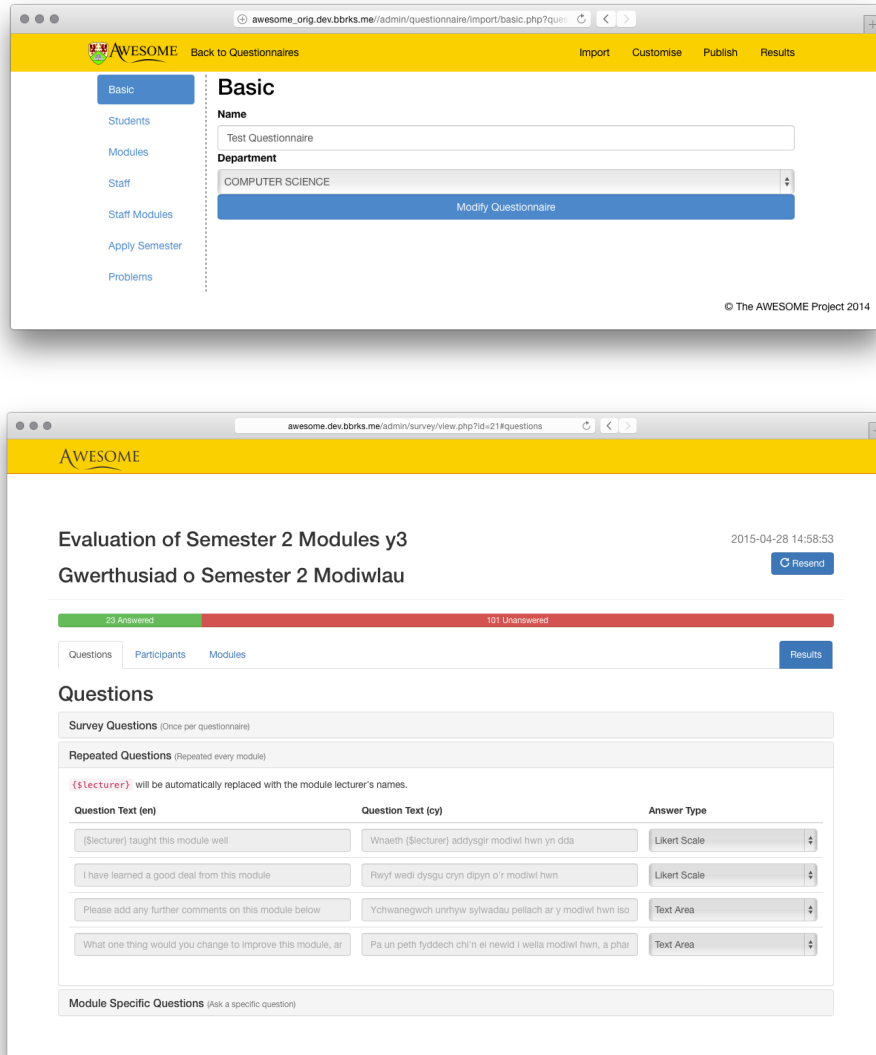 awesome_orig.dev.bbrks.me//admin/questionnaire/import/basic.php?ques
AWESOME Back to Questionnaires Import Customise Publish Results
Basic
Students
Modules
Staff
Staff Modules
Apply Semester
Problems
Basic
Name
Test Questionnaire
Department
COMPUTER SCIENCE
Modify Questionnaire
© The AWESOME Project 2014
awesome.dev.bbrks.me/admin/survey/view.php?id=21#questions
AWESOME
Evaluation of Semester 2 Modules y3
2015-04-28 14:58:53
Gwerthusiad o Semester 2 Modiwlau
Resend
23 Answered 101 Unanswered
Questions Participants Modules Results
Questions
Survey Questions (Once per questionnaire)
Repeated Questions (Repeated every module)
{$lecturer} will be automatically replaced with the module lecturer's names.
Question Text (en) Question Text (cy) Answer Type
{$lecturer} taught this module well Wnaeth {$lecturer} addysgir modiwl hwn yn dda Likert Scale
I have learned a good deal from this module Rwyf wedi dysgu cryn dipyn o'r modiwl hwn Likert Scale
Please add any further comments on this module below Ychwanegwch unrhyw sylwadau pellach ar y modiwl hwn iso Text Area
What one thing would you change to improve this module, ar Pa un peth fyddech chi'n ei newid i wella modiwl hwn, a phar Text Area
Module Specific Questions (Ask a specific question)